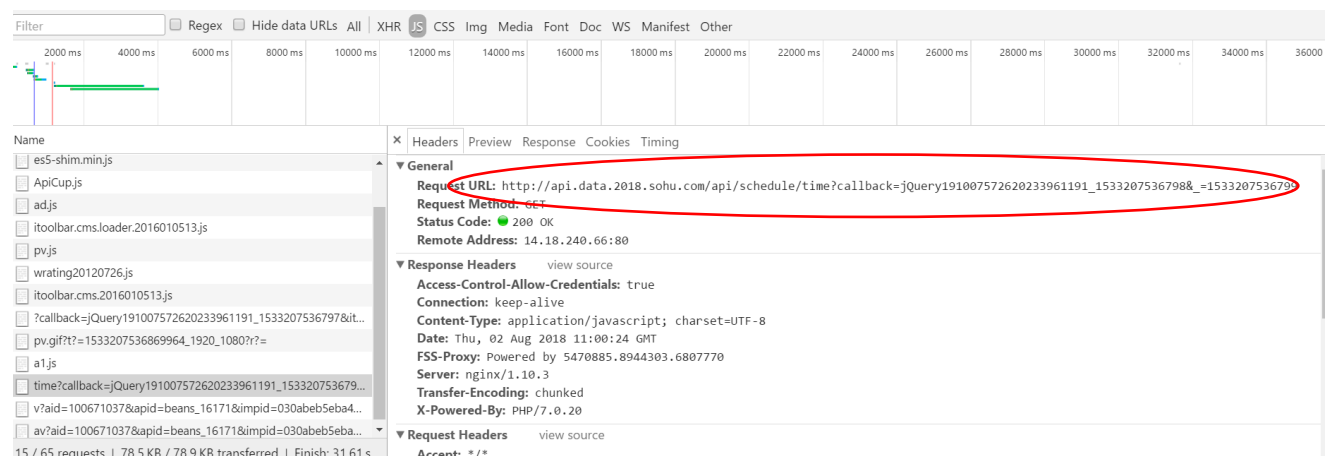 Filter Regex Hide data URLs All XHR JS CSS Img Media Font Doc WS Manifest Other
2000 ms 4000 ms 6000 ms 8000 ms 10000 ms 12000 ms 14000 ms 16000 ms 18000 ms 20000 ms 22000 ms 24000 ms 26000 ms 28000 ms 30000 ms 32000 ms 34000 ms 36000
Name
es5-shim.min.js
ApiCup.js
ad.js
itoolbar.cms.loader.2016010513.js
pv.js
wrating20120726.js
itoolbar.cms.2016010513.js
?callback=jQuery191007572620233961191_1533207536797&it...
pv.gif?t?=1533207536869964_1920_1080?r?=
a1.js
time?callback=jQuery191007572620233961191_153320753679...
v?aid=100671037&apid=beans_16171&impid=030abeb5eba4...
av?aid=100671037&apid=beans_16171&impid=030abeb5eba...
15 / 65 requests | 78.5 KB / 78.9 KB transferred | Finish: 31.61 s
× Headers Preview Response Cookies Timing
▼ General
Request URL: http://api.data.2018.sohu.com/api/schedule/time?callback=jQuery191007572620233961191_1533207536798&_=1533207536799
Request Method: GET
Status Code: 200 OK
Remote Address: 14.18.240.66:80
▼ Response Headers view source
Access-Control-Allow-Credentials: true
Connection: keep-alive
Content-Type: application/javascript; charset=UTF-8
Date: Thu, 02 Aug 2018 11:00:24 GMT
FSS-Proxy: Powered by 5470885.8944303.6807770
Server: nginx/1.10.3
Transfer-Encoding: chunked
X-Powered-By: PHP/7.0.20
▼ Request Headers view source
Accept: */*